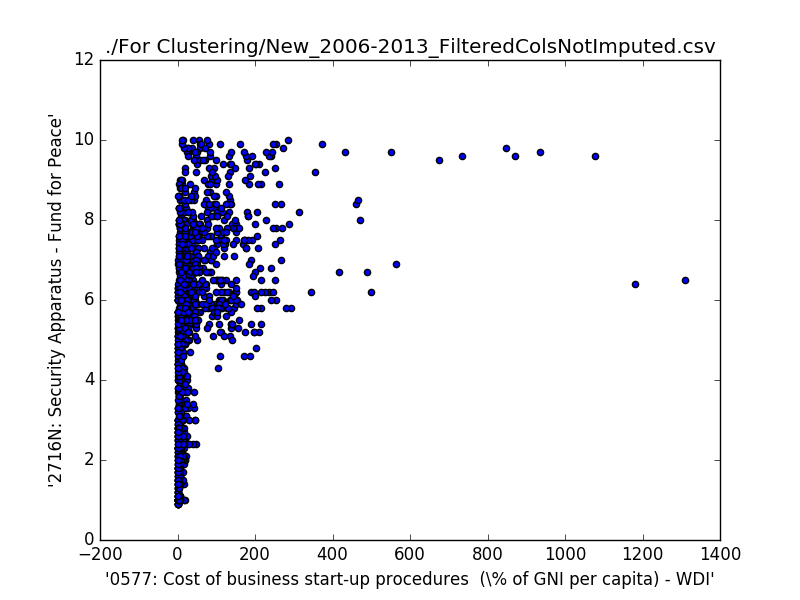 ./For Clustering/New_2006-2013_FilteredColsNotImputed.csv
12
10
8
6
4
2
0
'2716N: Security Apparatus - Fund for Peace'
−200 0 200 400 600 800 1000 1200 1400
'0577: Cost of business start-up procedures  (\% of GNI per capita) - WDI'